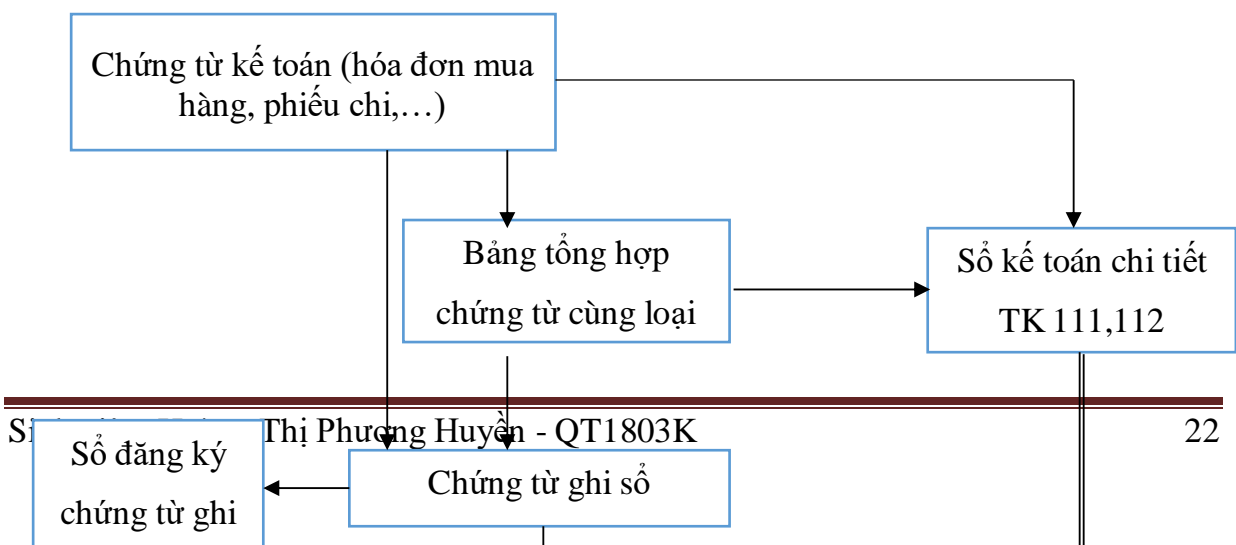 Chứng từ kế toán (hóa đơn mua
hàng, phiếu chi,…)
Bảng tổng hợp
chứng từ cùng loại
Sổ kế toán chi tiết
TK 111,112
Thị Phương Huyền - QT1803K 22
Sổ đăng ký
chứng từ ghi
Chứng từ ghi sổ